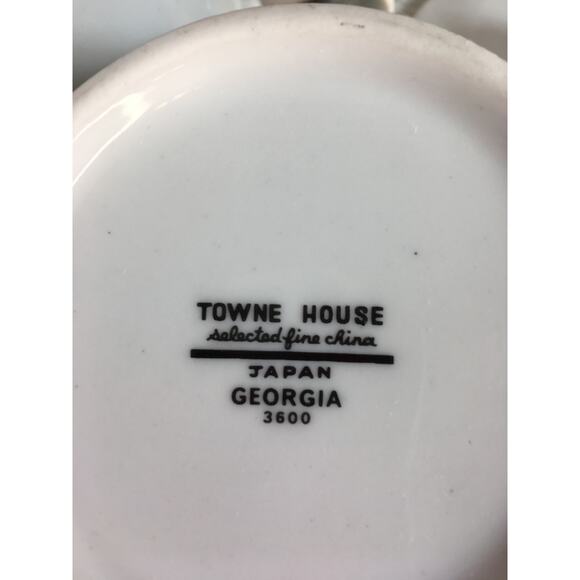 TOWNE HOUSE
selected fine china
JAPAN
GEORGIA
3600